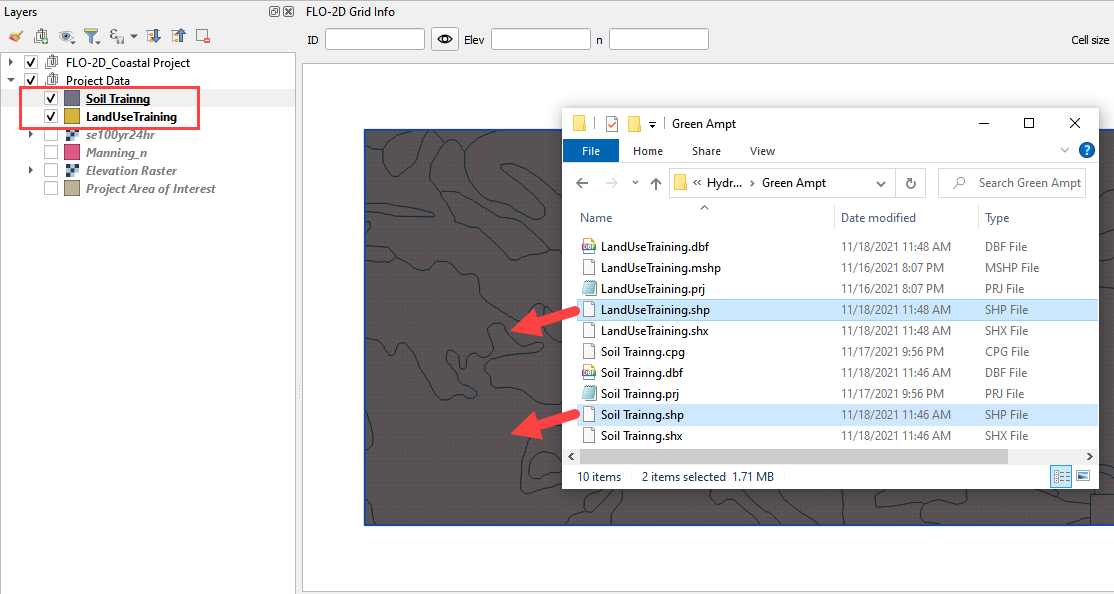 Layers
FLO-2D Grid Info
ID
Elev
n
Cell size
FLO-2D_Coastal Project
Project Data
Soil Trainng
LandUseTraining
se100yr24hr
Manning_n
Elevation Raster
Project Area of Interest
Green Ampt
File Home Share View
« Hydr... > Green Ampt
Search Green Ampt
Name Date modified Type
LandUseTraining.dbf 11/18/2021 11:48 AM DBF File
LandUseTraining.mshp 11/16/2021 8:07 PM MSHP File
LandUseTraining.prj 11/16/2021 8:07 PM PRJ File
LandUseTraining.shp 11/18/2021 11:48 AM SHP File
LandUseTraining.shx 11/18/2021 11:48 AM SHX File
Soil Trainng.cpg 11/17/2021 9:56 PM CPG File
Soil Trainng.dbf 11/18/2021 11:46 AM DBF File
Soil Trainng.prj 11/17/2021 9:56 PM PRJ File
Soil Trainng.shp 11/18/2021 11:46 AM SHP File
Soil Trainng.shx 11/18/2021 11:46 AM SHX File
10 items 2 items selected 1.71 MB